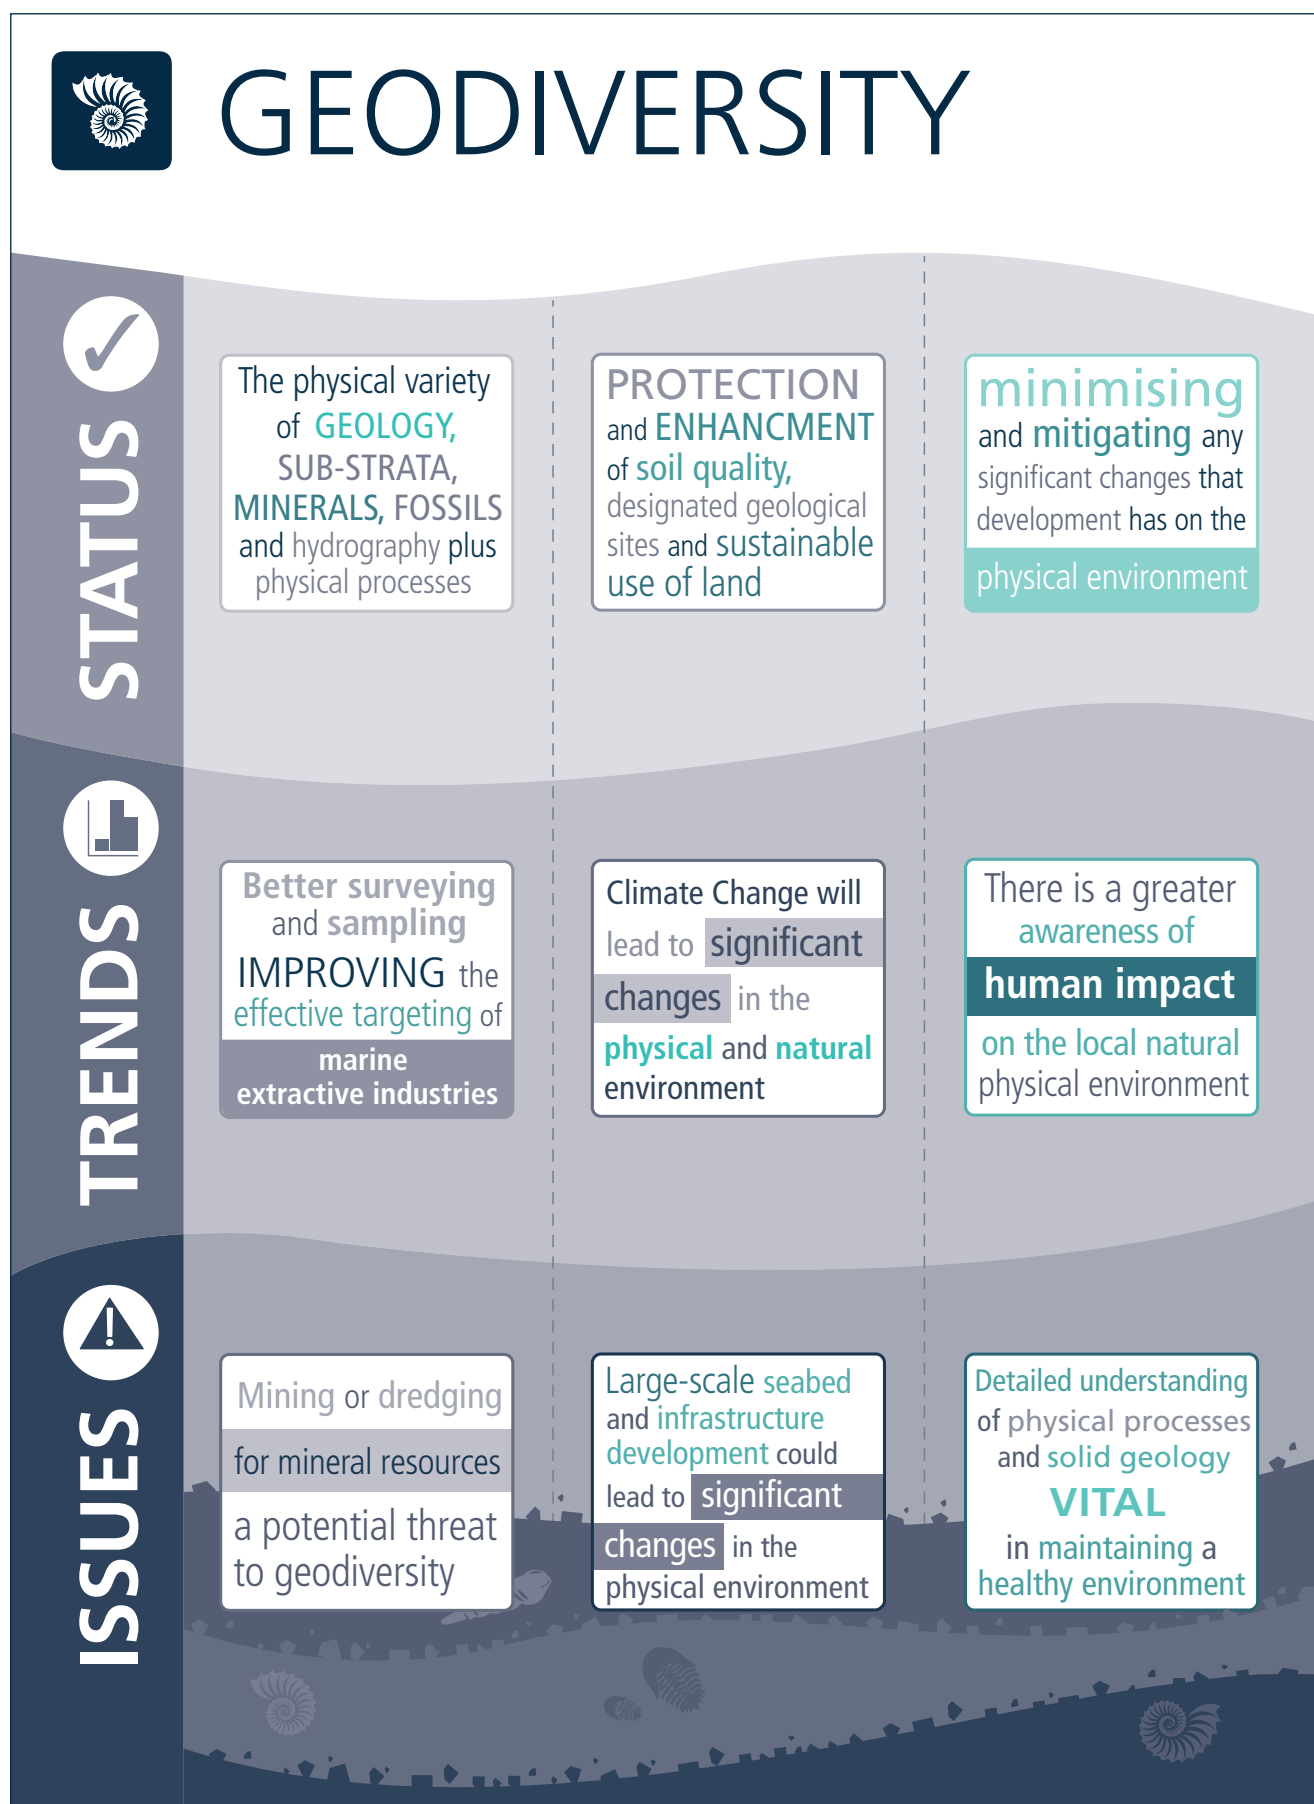 GEODIVERSITY
STATUS
The physical variety
of GEOLOGY,
SUB-STRATA,
MINERALS, FOSSILS
and hydrography plus
physical processes
PROTECTION
and ENHANCMENT
of soil quality,
designated geological
sites and sustainable
use of land
minimising
and mitigating any
significant changes that
development has on the
physical environment
TRENDS
Better surveying
and sampling
IMPROVING the
effective targeting of
marine
extractive industries
Climate Change will
lead to significant
changes in the
physical and natural
environment
There is a greater
awareness of
human impact
on the local natural
physical environment
ISSUES
Mining or dredging
for mineral resources
a potential threat
to geodiversity
Large-scale seabed
and infrastructure
development could
lead to significant
changes in the
physical environment
Detailed understanding
of physical processes
and solid geology
VITAL
in maintaining a
healthy environment